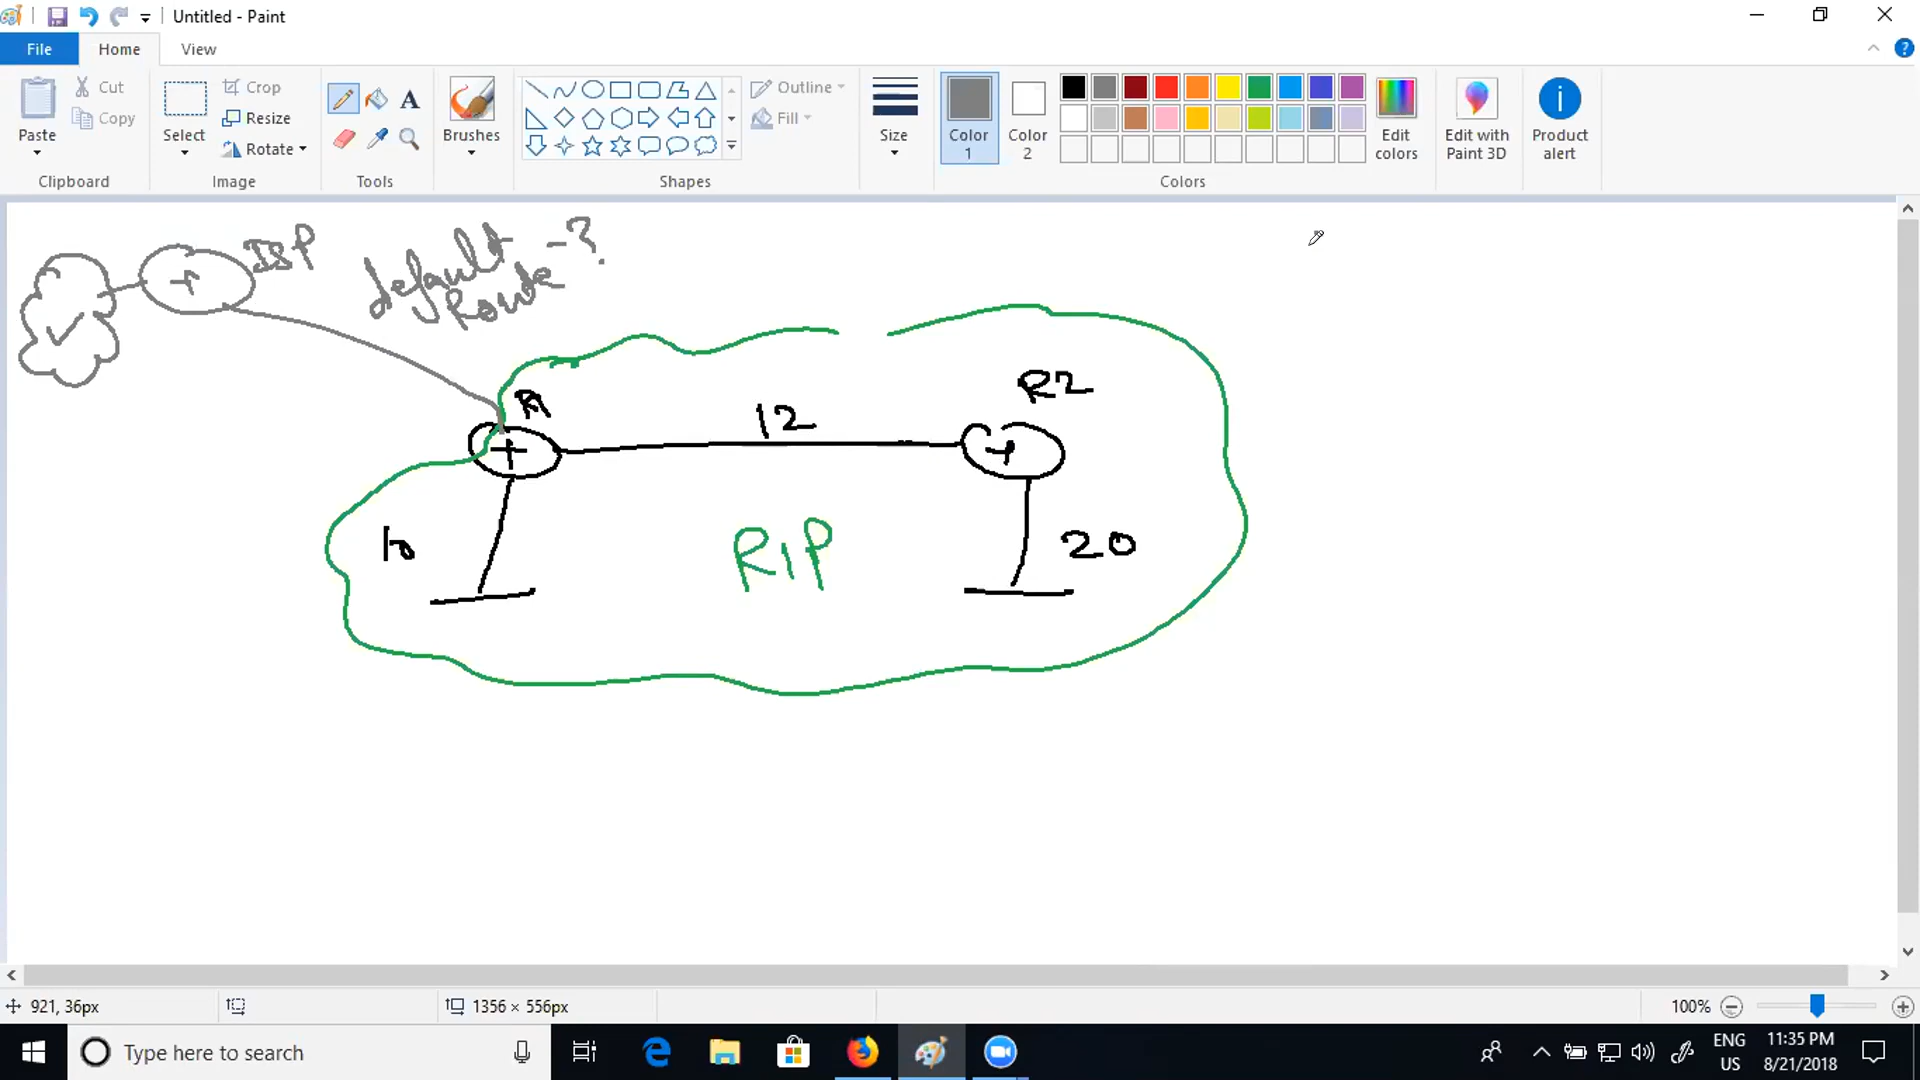 Untitled - Paint
File
Home
View
Paste
Cut
Copy
Clipboard
Select
Crop
Resize
Rotate
Image
Tools
Brushes
Shapes
Outline
Fill
Size
Color 1
Color 2
Colors
Edit colors
Edit with Paint 3D
Product alert
ISP
default -?
Route
R1
R2
12
10
20
RIP
921, 36px
1356 × 556px
100%
Type here to search
ENG
US
11:35 PM
8/21/2018